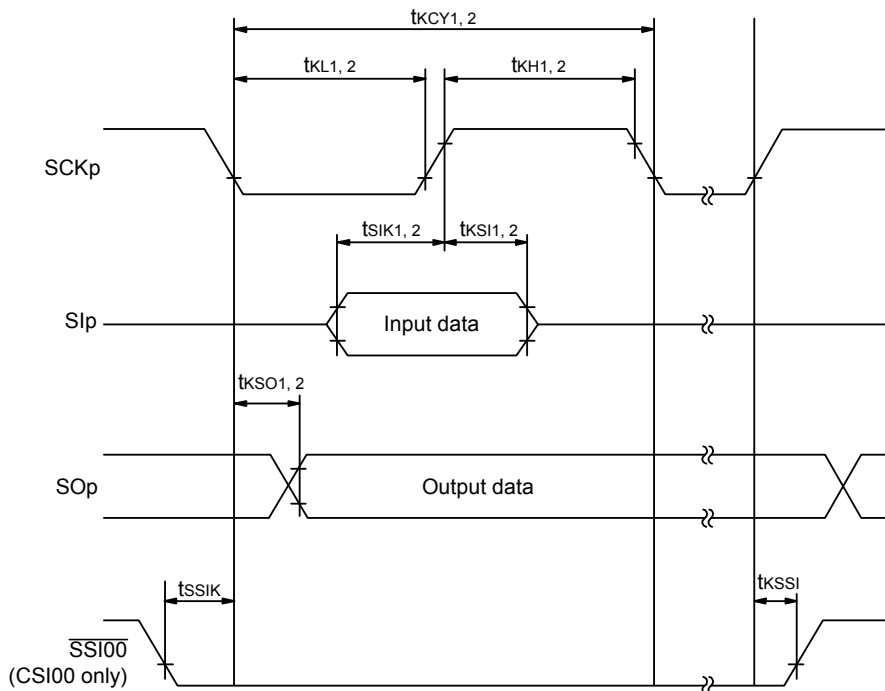 tKCY1, 2
tKL1, 2
tKH1, 2
SCKp
tSIK1, 2
tKSI1, 2
SIp
Input data
tKSO1, 2
SOp
Output data
tSSIK
tKSSI
SSI00
(CSI00 only)